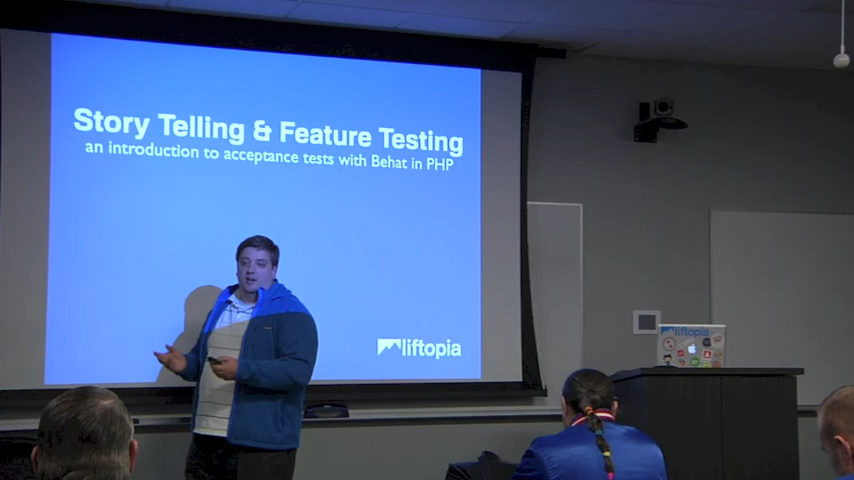 Story Telling & Feature Testing
an introduction to acceptance tests with Behat in PHP
liftopia
liftopia